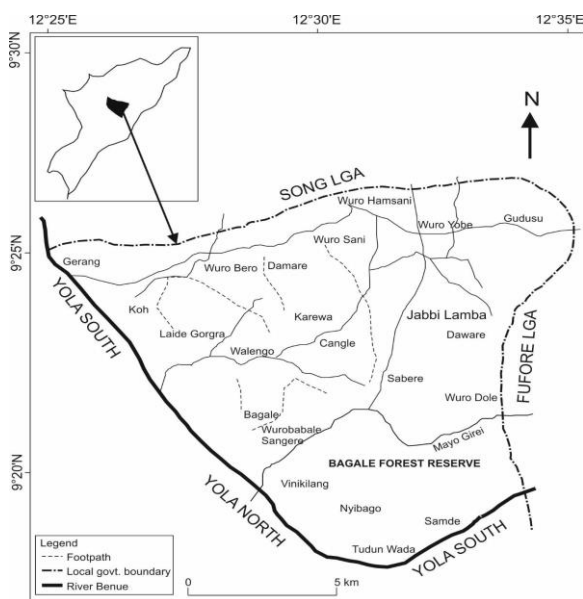 12°25'E
12°30'E
12°35'E
9°30'N
N
SONG LGA
Wuro Hamsani
Wuro Yobe
Gudusu
9°25'N
Gerang
Wuro Sani
Wuro Bero
Damare
YOLA SOUTH
Koh
Karewa
Jabbi Lamba
Laide Gorgra
Daware
Walengo
Cangle
FUFORE LGA
Sabere
Wuro Dole
Bagale
Wurobabale
Sangere
Mayo Girei
9°20'N
BAGALE FOREST RESERVE
YOLA NORTH
Vinikilang
Nyibago
Samde
YOLA SOUTH
Tudun Wada
Legend
Footpath
Local govt. boundary
River Benue
0
5 km